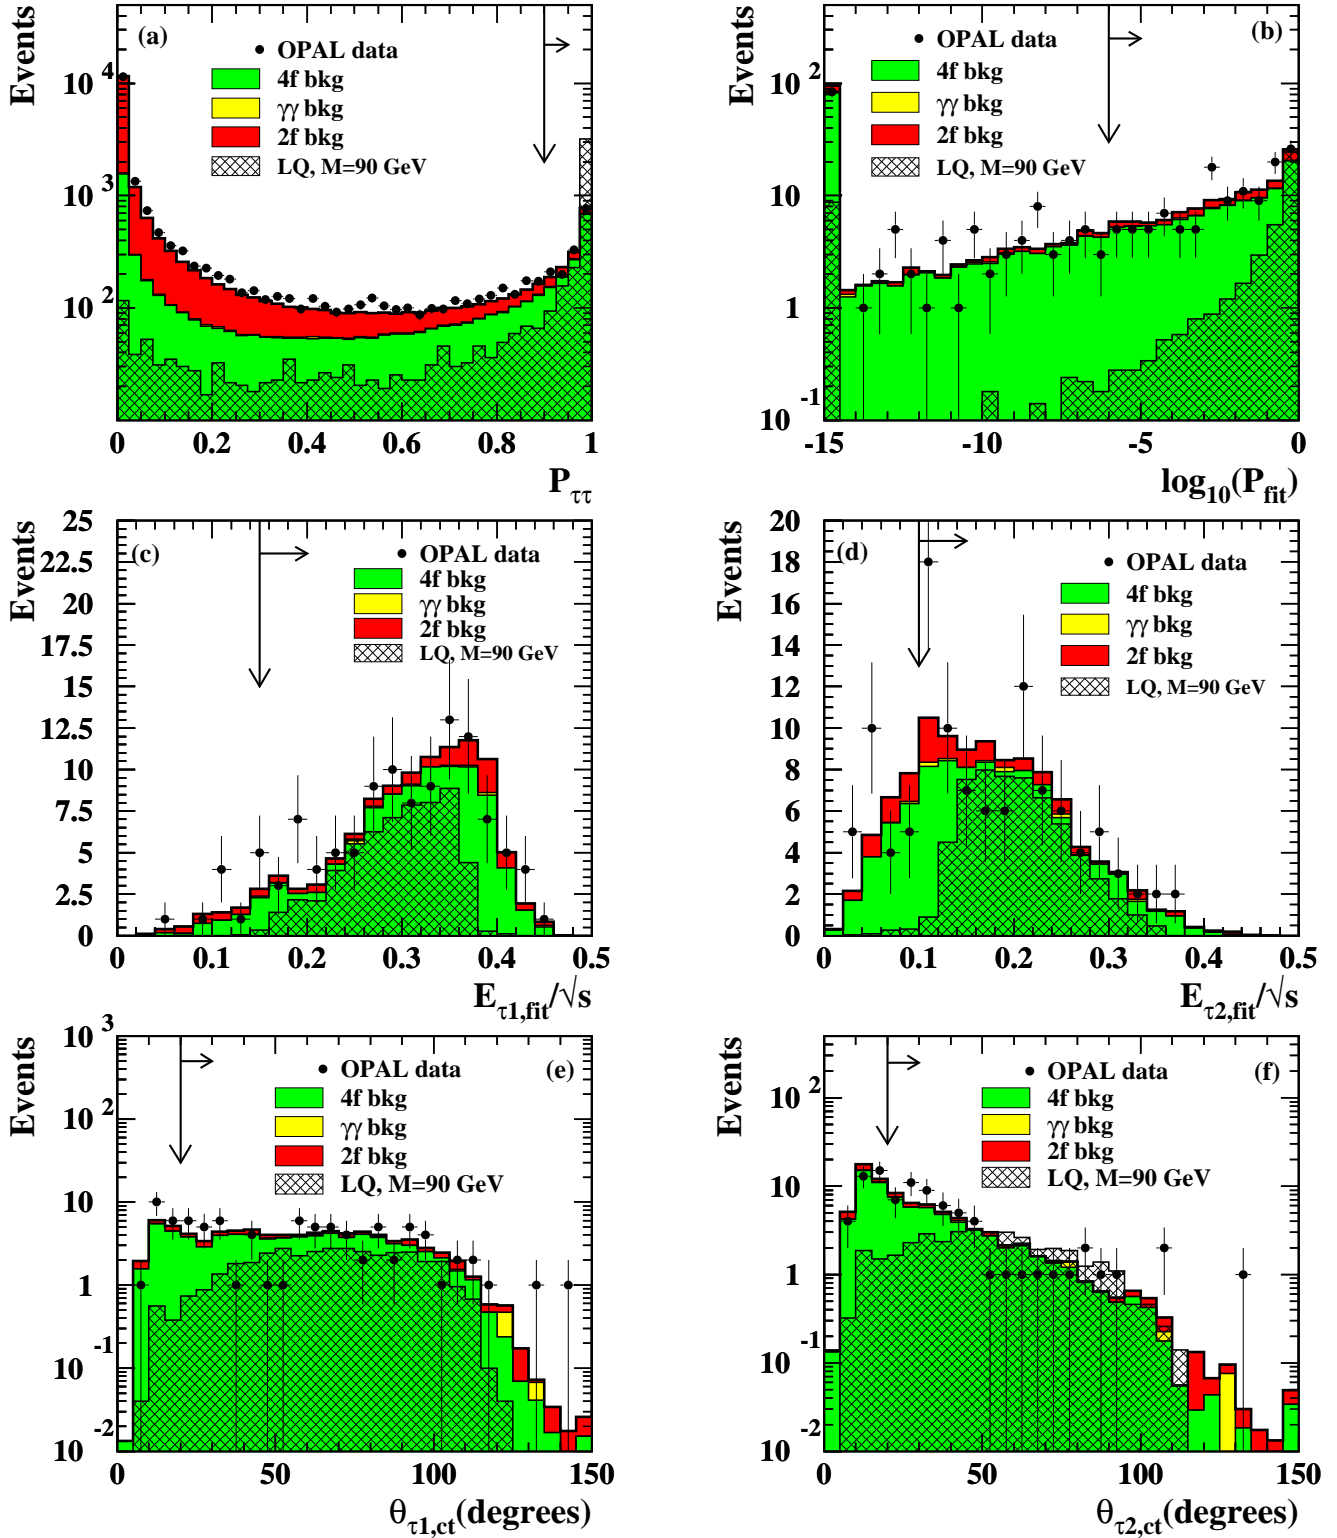 (a)
Events
OPAL data
4f bkg
γγ bkg
2f bkg
LQ, M=90 GeV
10^4
10^3
10^2
0 0.2 0.4 0.6 0.8 1
P_ττ
(b)
Events
OPAL data
4f bkg
γγ bkg
2f bkg
LQ, M=90 GeV
10^2
10
1
10^-1
-15 -10 -5 0
log_10(P_fit)
(c)
Events
OPAL data
4f bkg
γγ bkg
2f bkg
LQ, M=90 GeV
25
22.5
20
17.5
15
12.5
10
7.5
5
2.5
0
0 0.1 0.2 0.3 0.4 0.5
E_τ1,fit/√s
(d)
Events
OPAL data
4f bkg
γγ bkg
2f bkg
LQ, M=90 GeV
20
18
16
14
12
10
8
6
4
2
0
0 0.1 0.2 0.3 0.4 0.5
E_τ2,fit/√s
(e)
Events
OPAL data
4f bkg
γγ bkg
2f bkg
LQ, M=90 GeV
10^3
10^2
10
1
10^-1
10^-2
0 50 100 150
θ_τ1,ct(degrees)
(f)
Events
OPAL data
4f bkg
γγ bkg
2f bkg
LQ, M=90 GeV
10^2
10
1
10^-1
10^-2
0 50 100 150
θ_τ2,ct(degrees)